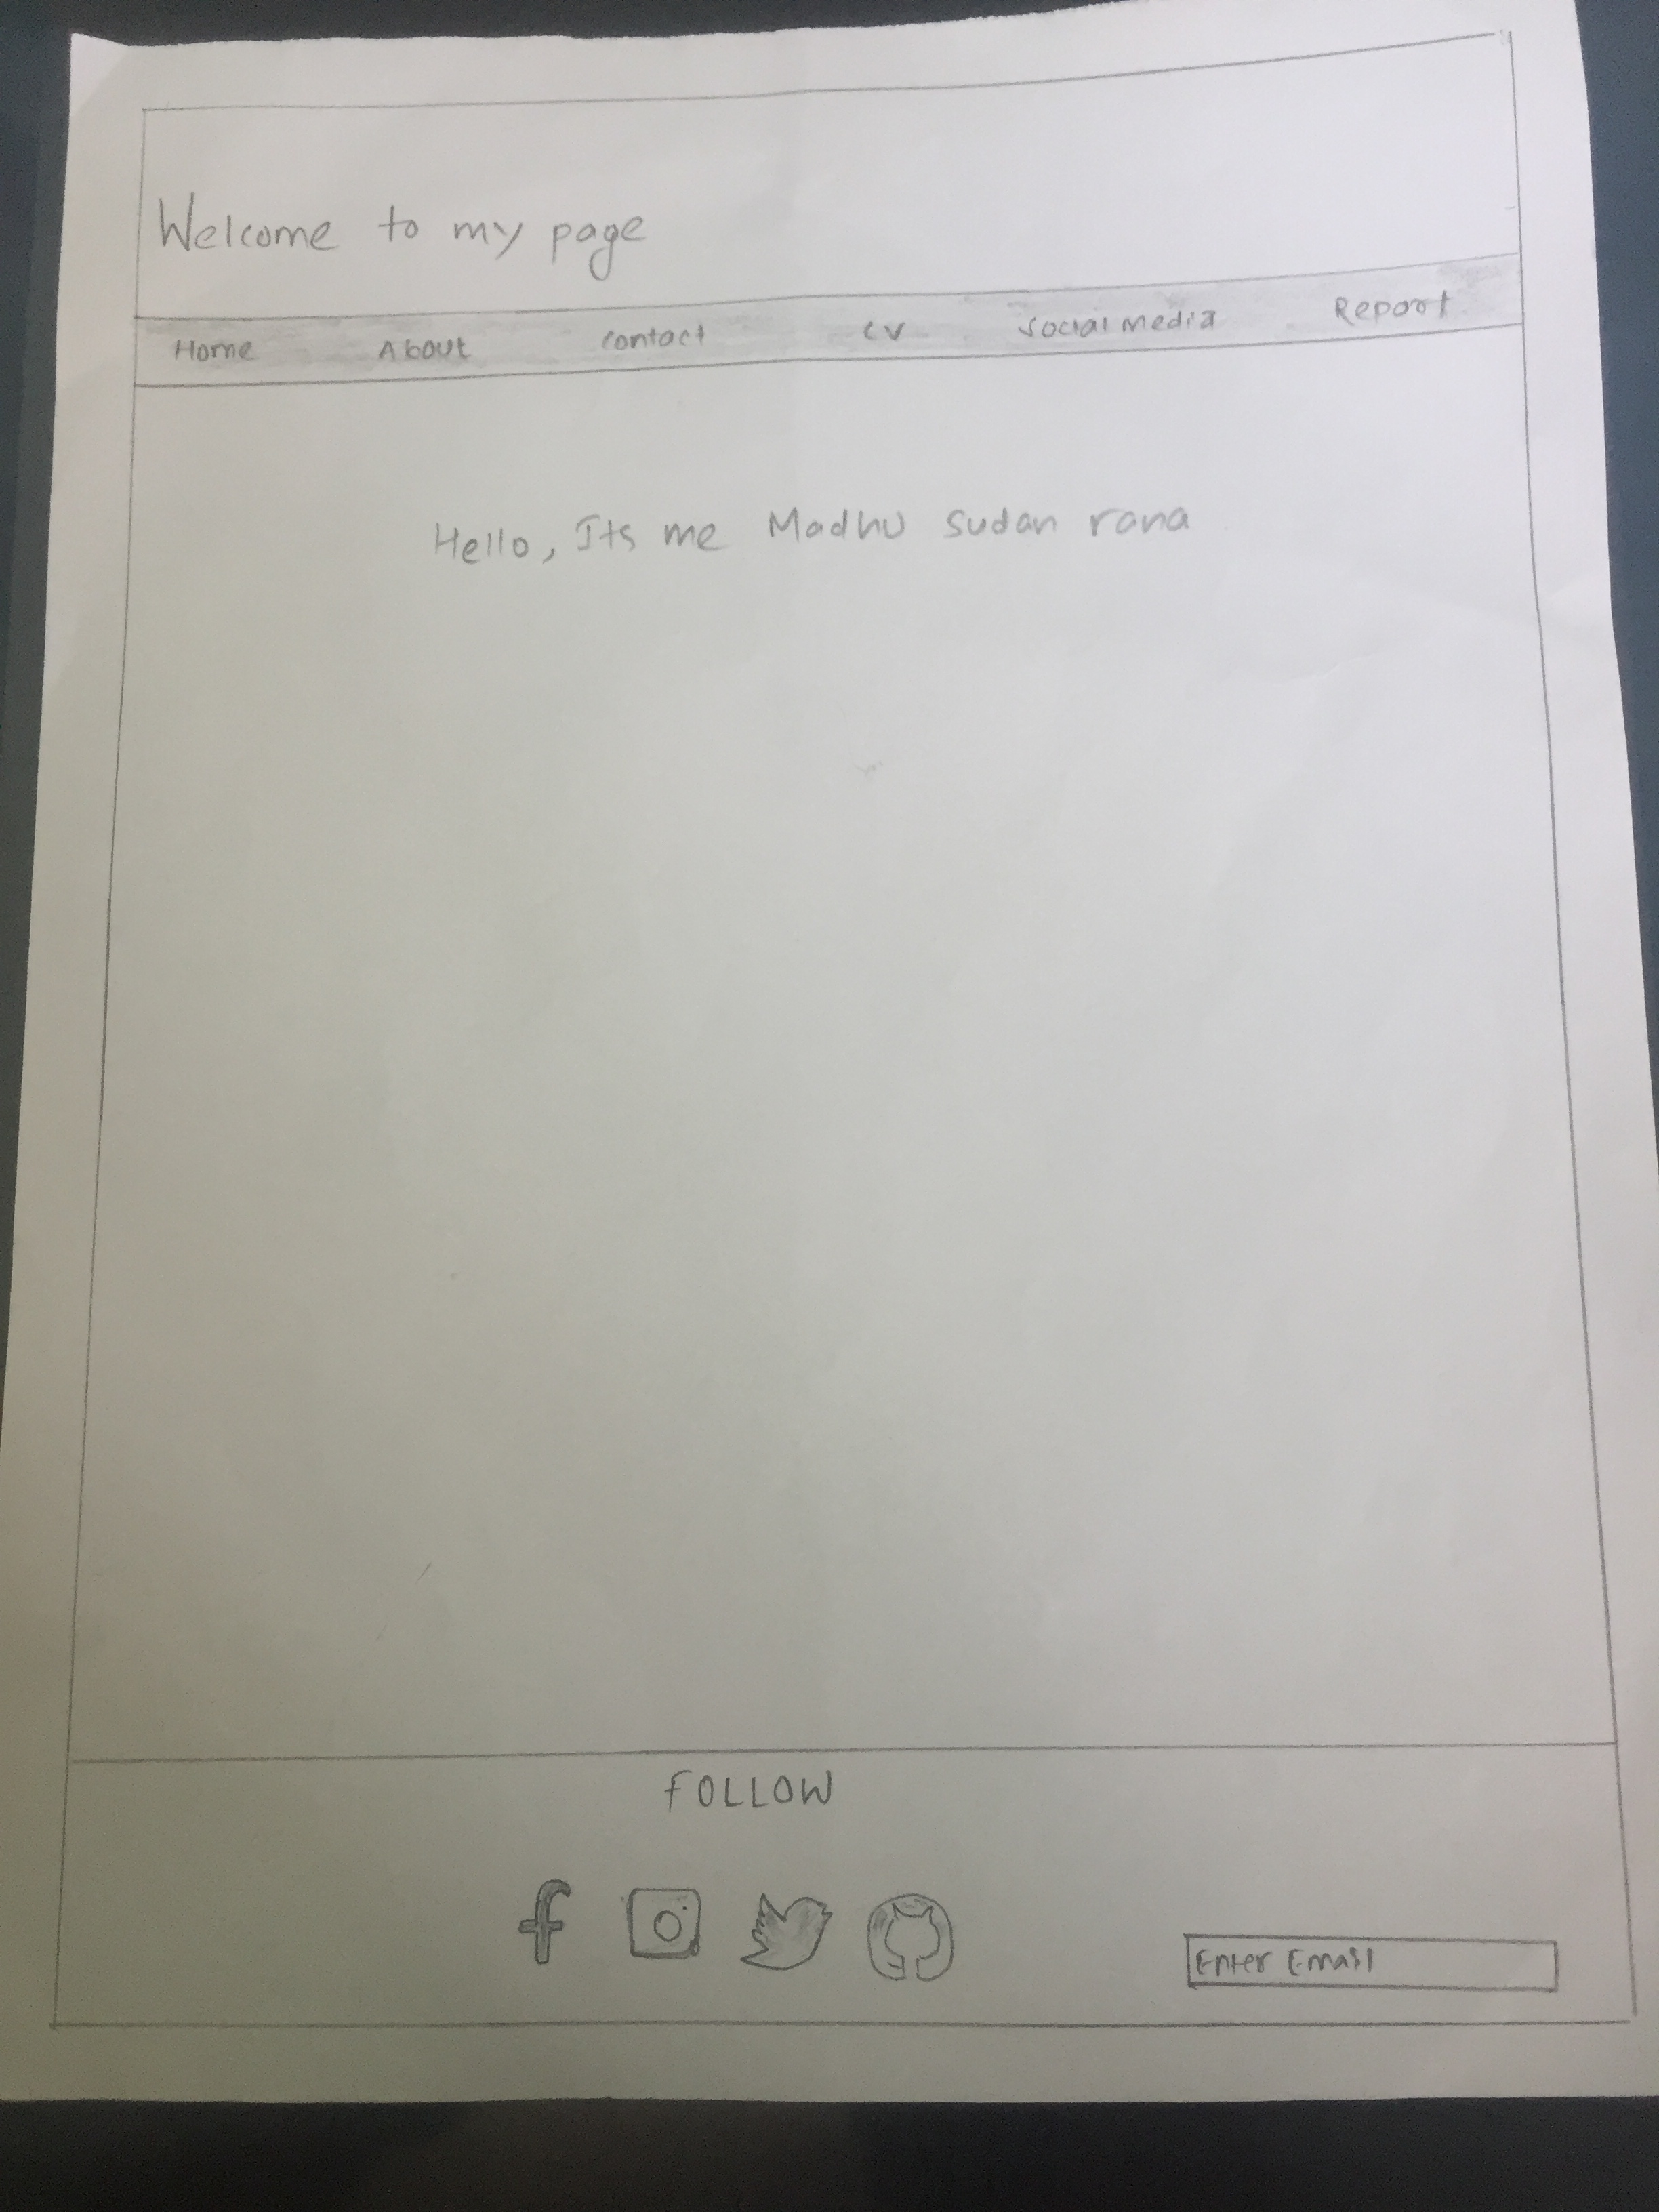 Welcome to my page
Home About contact cv social media Report
Hello, Its me Madhu sudan rana
FOLLOW
Enter Email